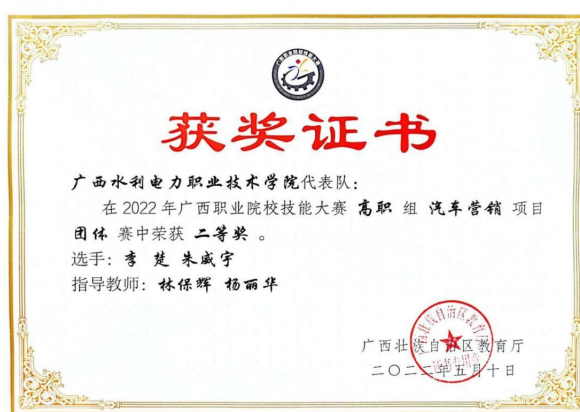 获奖证书
广西水利电力职业技术学院代表队：
在 2022 年广西职业院校技能大赛 高职 组 汽车营销 项目
团体 赛中荣获 二等奖 。
选手：李 楚 朱威宇
指导教师：林保辉 杨丽华
广西壮族自治区教育厅
二〇二二年五月十日